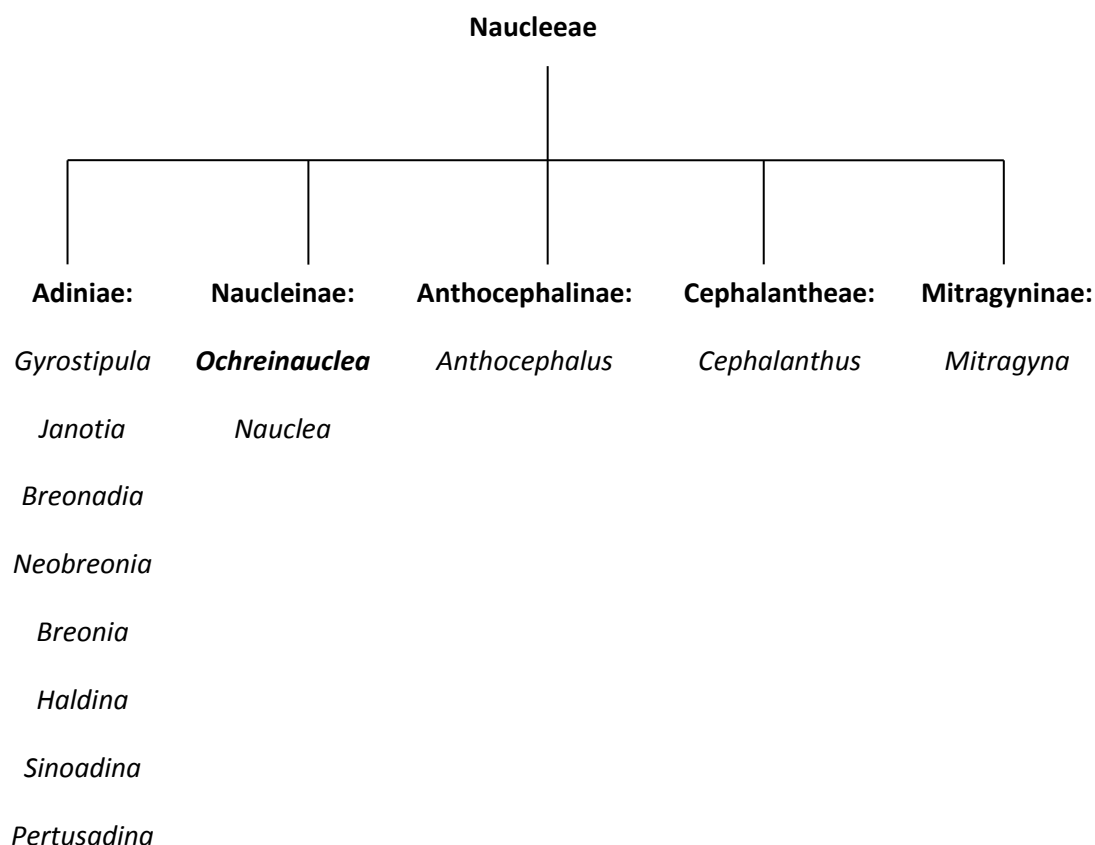 Naucleeae
Adiniae: Naucleinae: Anthocephalinae: Cephalantheae: Mitragyninae:
Gyrostipula Ochreinauclea Anthocephalus Cephalanthus Mitragyna
Janotia Nauclea
Breonadia
Neobreonia
Breonia
Haldina
Sinoadina
Pertusadina